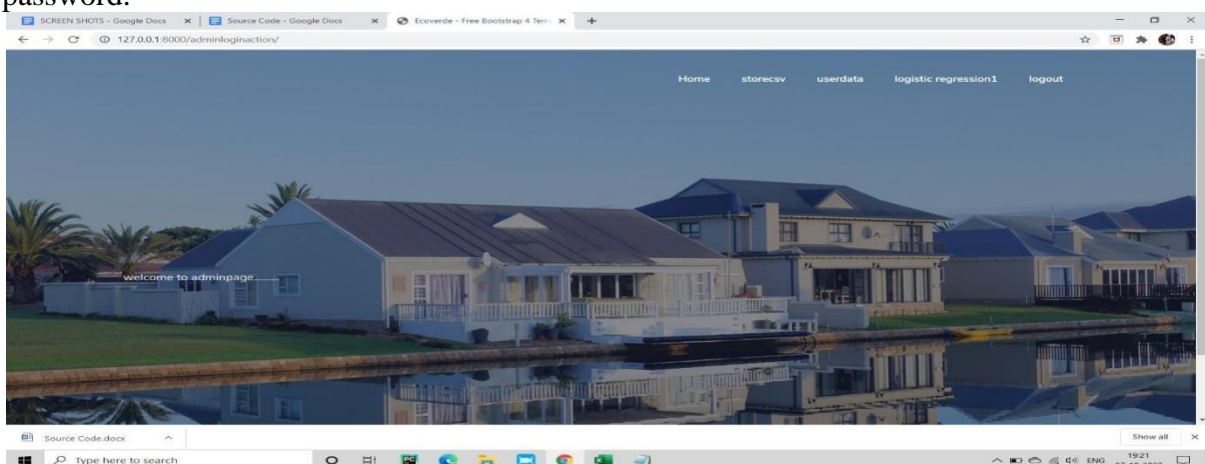 password.
SCREEN SHOTS - Google Docs
Source Code - Google Docs
Ecoverde - Free Bootstrap 4 Tem
127.0.0.1:8000/adminloginaction/
Home storecsv userdata logistic regression1 logout
welcome to adminpage........
Source Code.docx
Show all
Type here to search
ENG
19:21